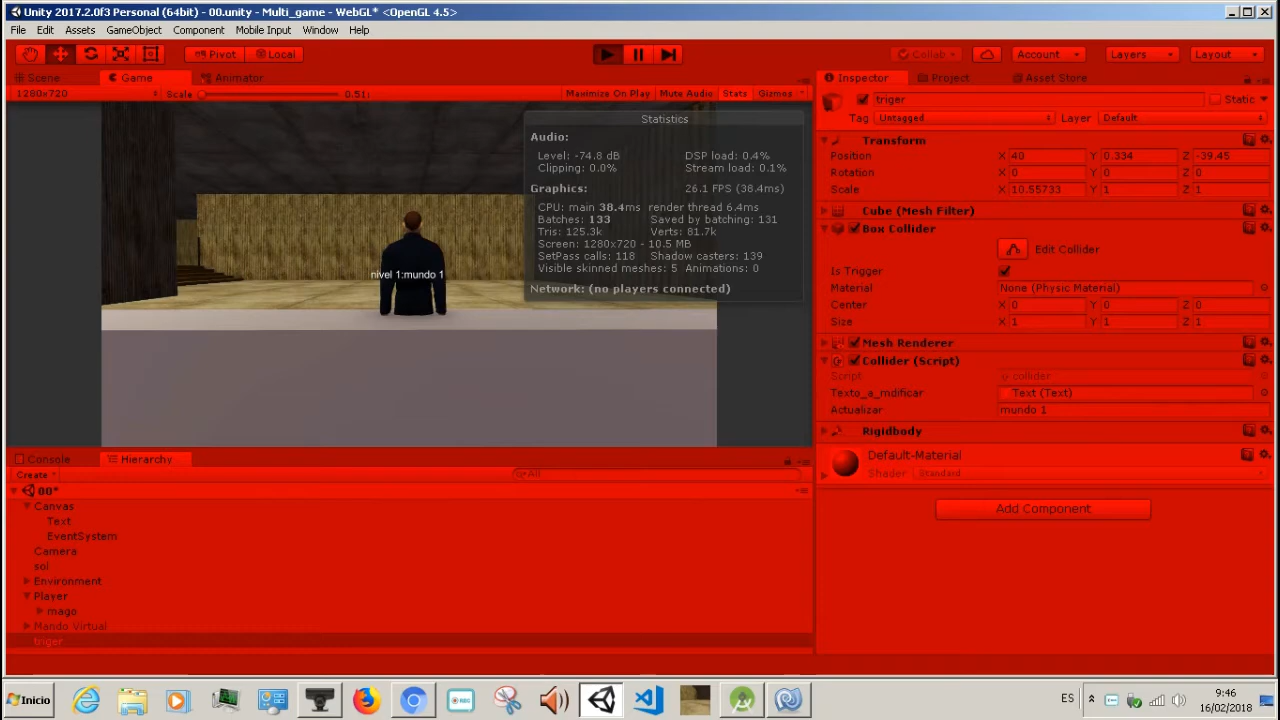 Unity 2017.2.0f3 Personal (64bit) - 00.unity - Multi_game - WebGL* <OpenGL 4.5>
File Edit Assets GameObject Component Mobile Input Window Help
Pivot Local Collab Account Layers Layout
Scene Game Animator
1280x720 Scale 0.51 Maximize On Play Mute Audio Stats Gizmos
Statistics
Audio:
Level: -74.8 dB DSP load: 0.4%
Clipping: 0.0% Stream load: 0.1%
Graphics: 26.1 FPS (38.4ms)
CPU: main 38.4ms render thread 6.4ms
Batches: 133 Saved by batching: 131
Tris: 125.3k Verts: 81.7k
Screen: 1280x720 - 10.5 MB
SetPass calls: 118 Shadow casters: 139
Visible skinned meshes: 5 Animations: 0
Network: (no players connected)
nivel 1:mundo 1
Inspector Project Asset Store
triger Static
Tag Untagged Layer Default
Transform
Position X 40 Y 0.334 Z -39.45
Rotation X 0 Y 0 Z 0
Scale X 10.55733 Y 1 Z 1
Cube (Mesh Filter)
Box Collider
Edit Collider
Is Trigger
Material None (Physic Material)
Center X 0 Y 0 Z 0
Size X 1 Y 1 Z 1
Mesh Renderer
Collider (Script)
Script collider
Texto_a_mdificar Text (Text)
Actualizar mundo 1
Rigidbody
Default-Material
Shader Standard
Add Component
Console Hierarchy
Create All
00*
Canvas
Text
EventSystem
Camera
sol
Environment
Player
mago
Mando Virtual
triger
Inicio REC ES 9:46
16/02/2018